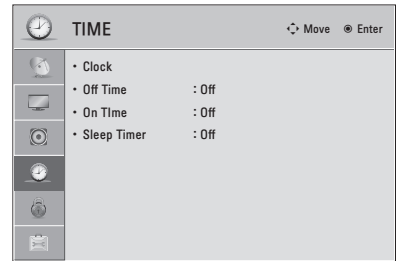 TIME Move Enter
• Clock
• Off Time : Off
• On TIme : Off
• Sleep Timer : Off